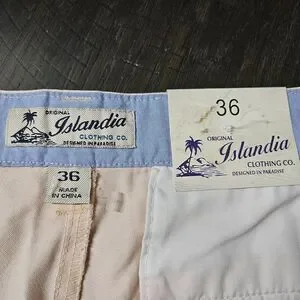 ORIGINAL
Islandia
CLOTHING CO.
DESIGNED IN PARADISE
36
MADE
IN CHINA
36
ORIGINAL
Islandia
CLOTHING CO.
DESIGNED IN PARADISE